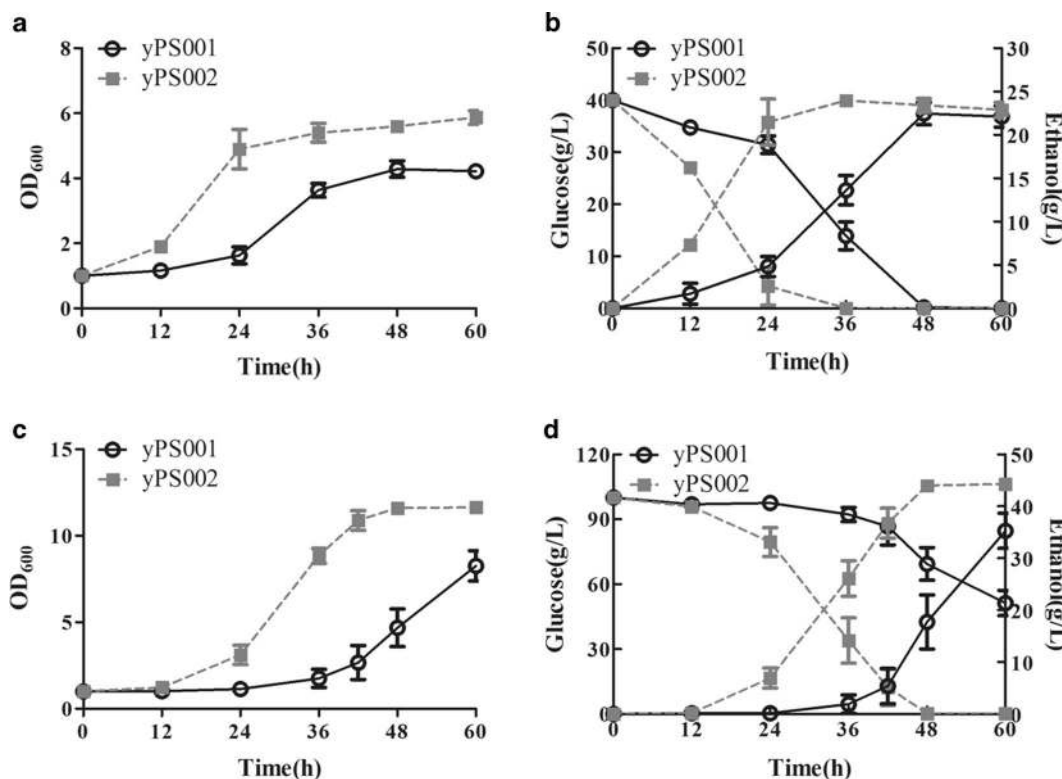 a
yPS001
yPS002
OD600
8
6
4
2
0
0 12 24 36 48 60
Time(h)
b
yPS001
yPS002
Glucose(g/L)
50
40
30
20
10
0
Ethanol(g/L)
30
25
20
15
10
5
0
0 12 24 36 48 60
Time(h)
c
yPS001
yPS002
OD600
15
10
5
0
0 12 24 36 48 60
Time(h)
d
yPS001
yPS002
Glucose(g/L)
120
90
60
30
0
Ethanol(g/L)
50
40
30
20
10
0
0 12 24 36 48 60
Time(h)